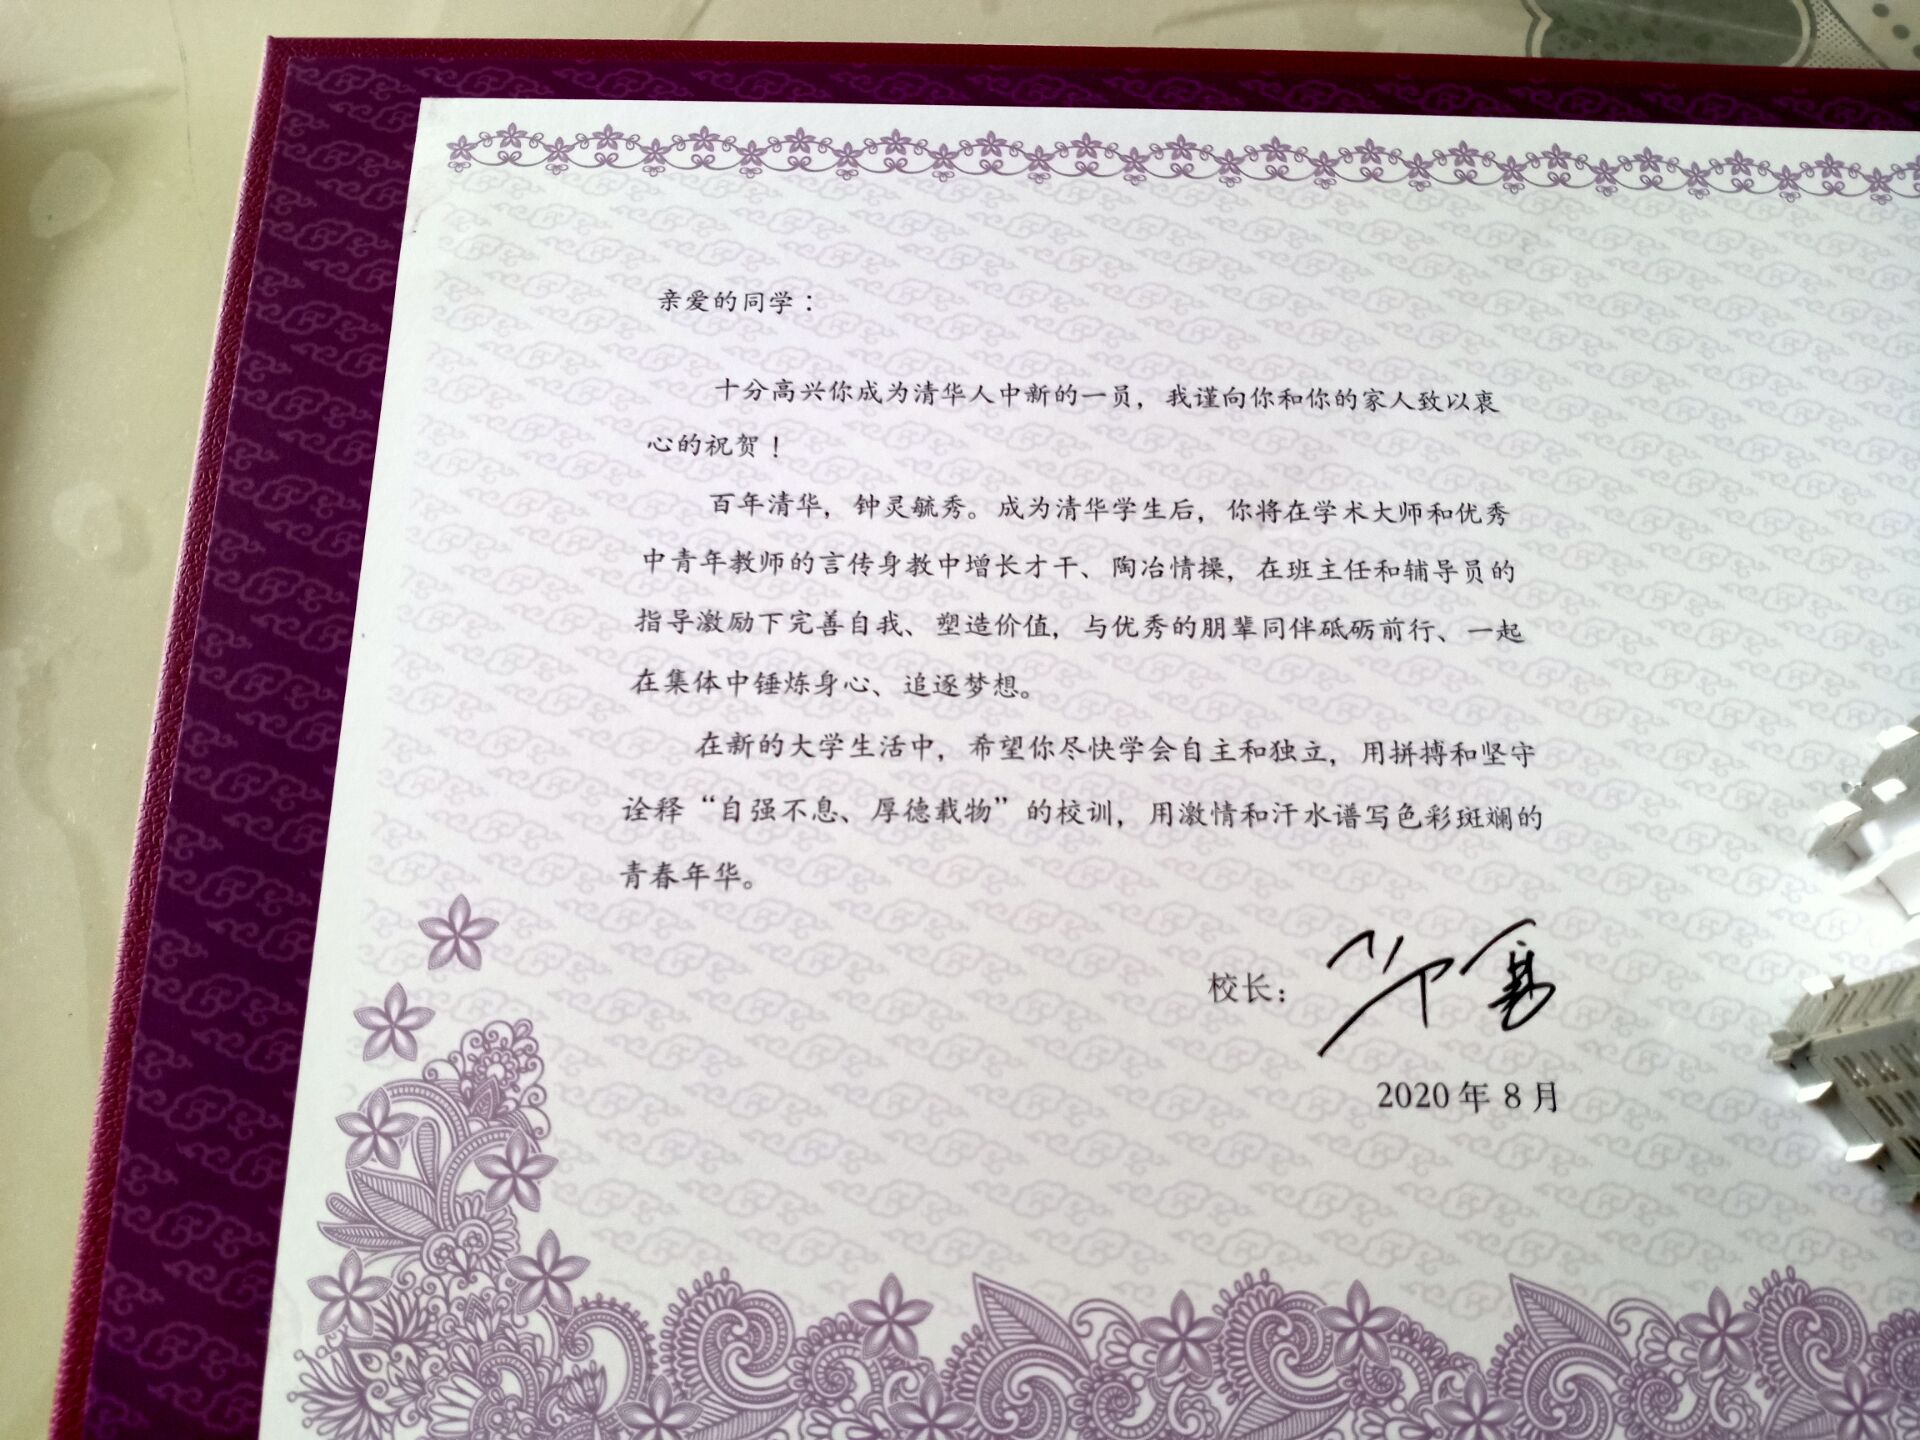 亲爱的同学：
十分高兴你成为清华人中新的一员，我谨向你和你的家人致以衷
心的祝贺！
百年清华，钟灵毓秀。成为清华学生后，你将在学术大师和优秀
中青年教师的言传身教中增长才干、陶冶情操，在班主任和辅导员的
指导激励下完善自我、塑造价值，与优秀的朋辈同伴砥砺前行、一起
在集体中锤炼身心、追逐梦想。
在新的大学生活中，希望你尽快学会自主和独立，用拼搏和坚守
诠释“自强不息、厚德载物”的校训，用激情和汗水谱写色彩斑斓的
青春年华。
校长：
2020年8月